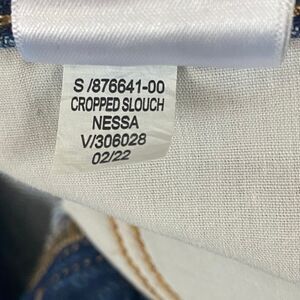 S /876641-00
CROPPED SLOUCH
NESSA
V/306028
02/22